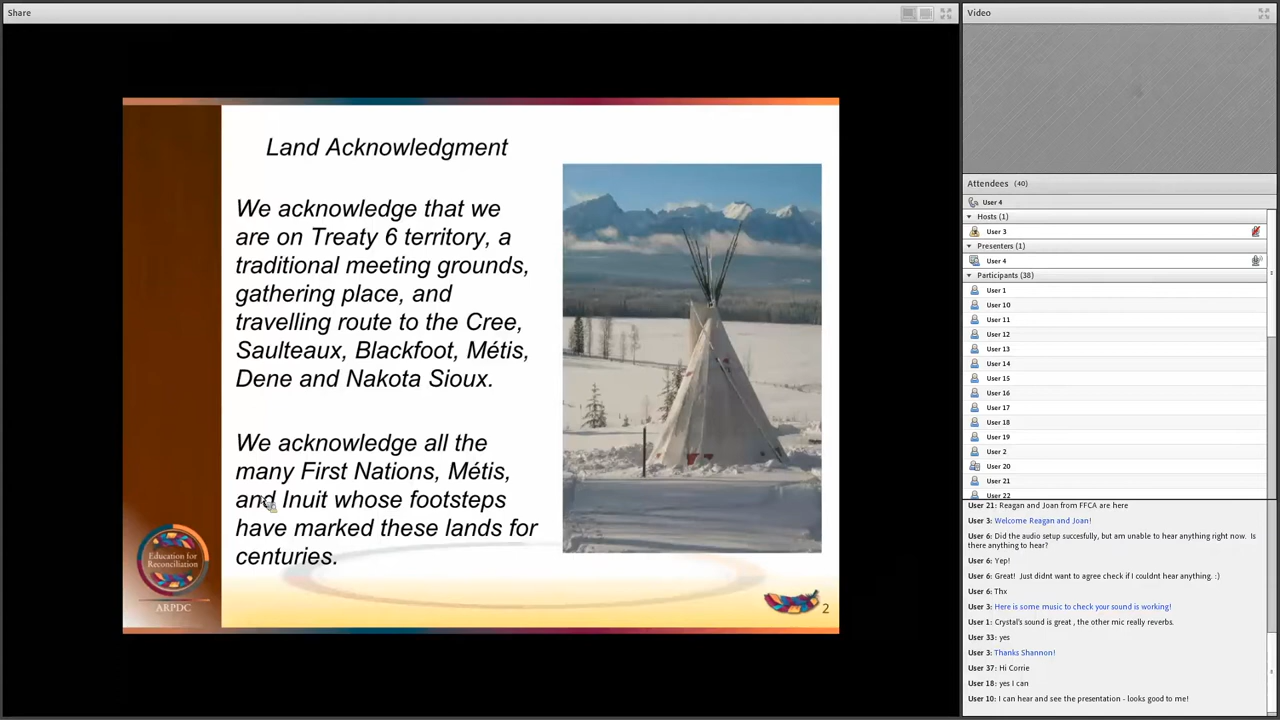 Share
Land Acknowledgment
We acknowledge that we
are on Treaty 6 territory, a
traditional meeting grounds,
gathering place, and
travelling route to the Cree,
Saulteaux, Blackfoot, Métis,
Dene and Nakota Sioux.
We acknowledge all the
many First Nations, Métis,
and Inuit whose footsteps
have marked these lands for
centuries.
Education for
Reconciliation
ARPDC
2
Video
Attendees (40)
User 4
Hosts (1)
User 3
Presenters (1)
User 4
Participants (38)
User 1
User 10
User 11
User 12
User 13
User 14
User 15
User 16
User 17
User 18
User 19
User 2
User 20
User 21
User 22
User 21: Reagan and Joan from FFCA are here
User 3: Welcome Reagan and Joan!
User 6: Did the audio setup succesfully, but am unable to hear anything right now. Is
there anything to hear?
User 6: Yep!
User 6: Great! Just didnt want to agree check if I couldnt hear anything. :)
User 6: Thx
User 3: Here is some music to check your sound is working!
User 1: Crystal's sound is great , the other mic really reverbs.
User 33: yes
User 3: Thanks Shannon!
User 37: Hi Corrie
User 18: yes I can
User 10: I can hear and see the presentation - looks good to me!